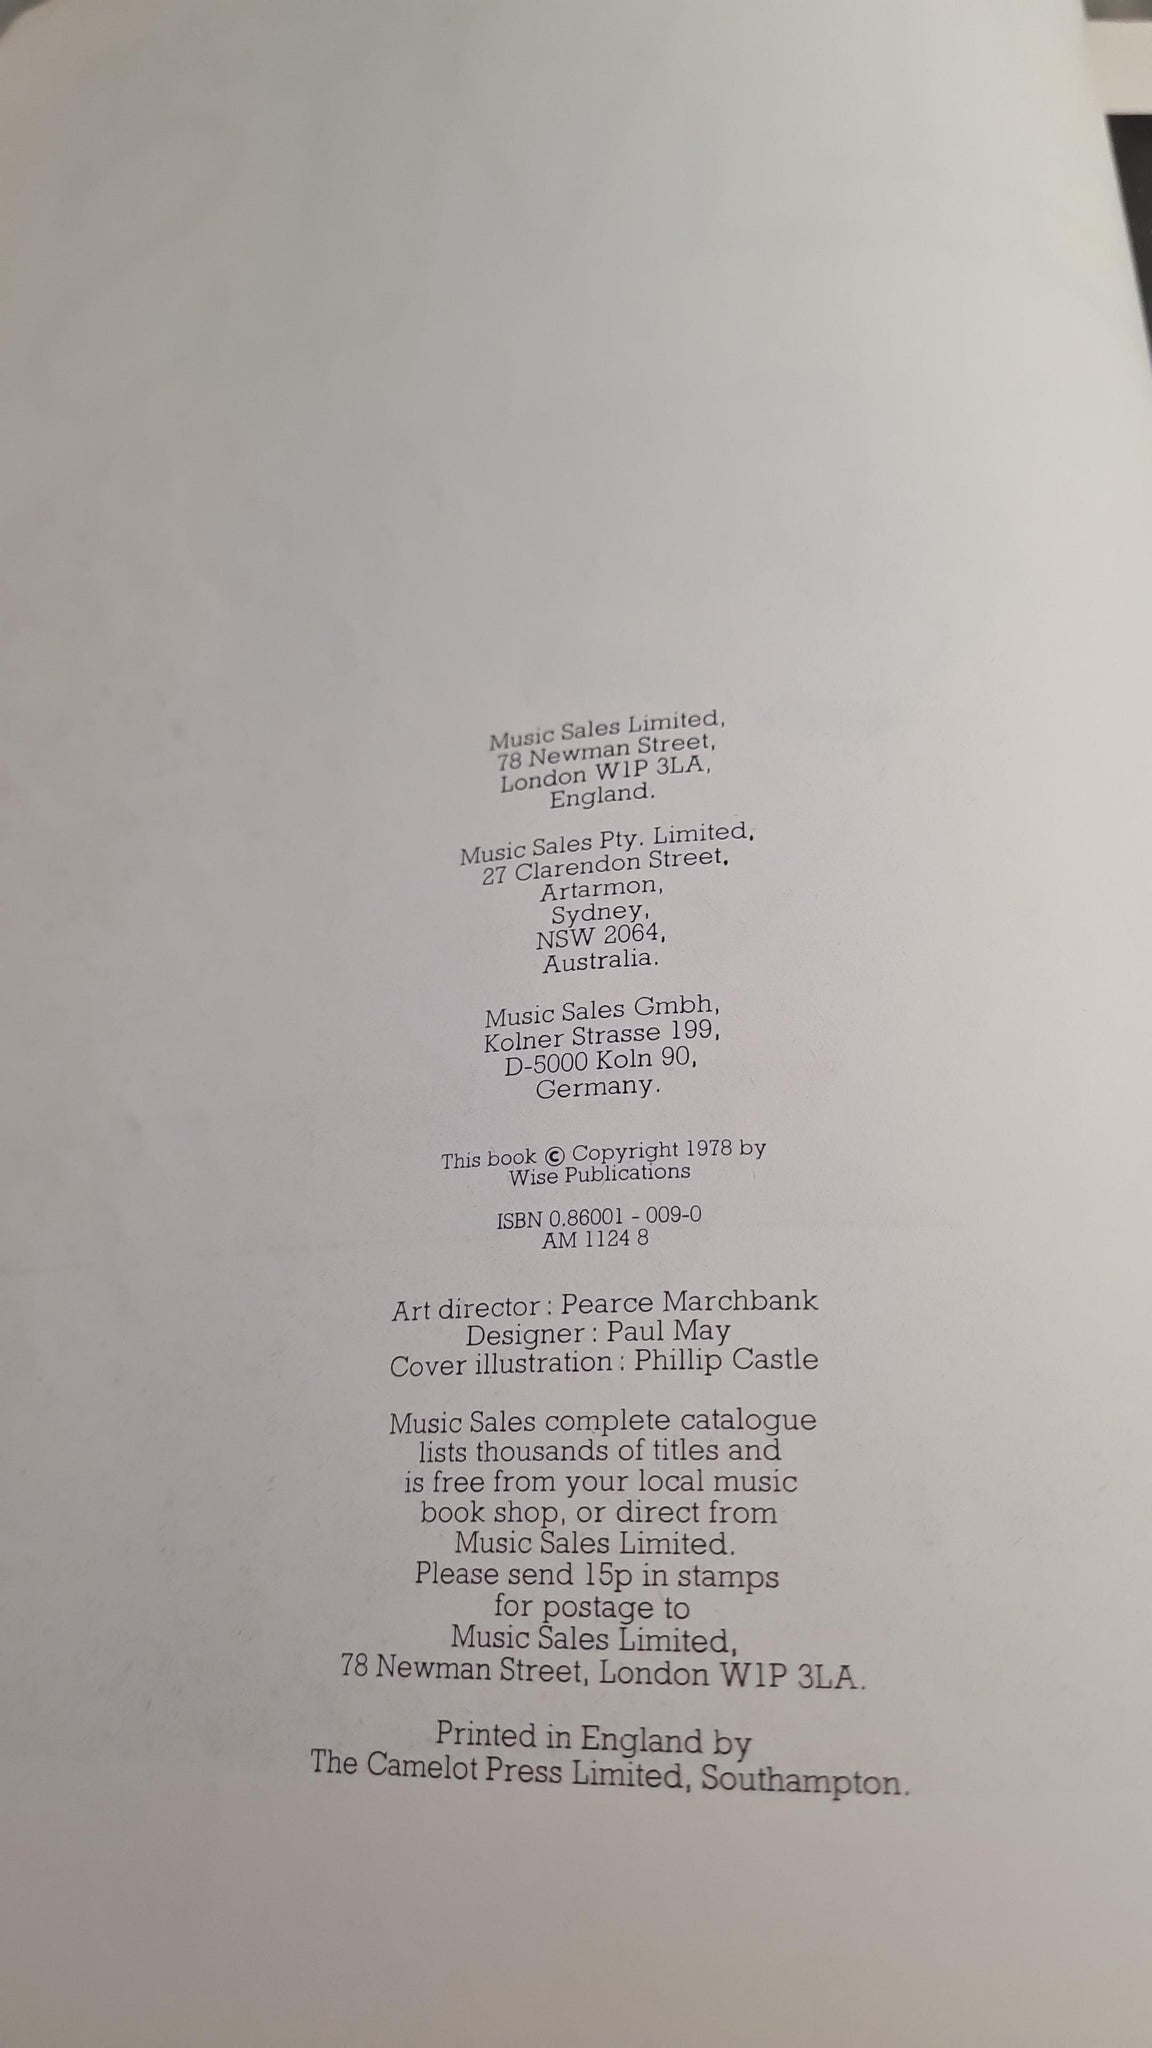 Music Sales Limited,
78 Newman Street,
London W1P 3LA,
England.
Music Sales Pty. Limited,
27 Clarendon Street,
Artarmon,
Sydney,
NSW 2064,
Australia.
Music Sales Gmbh,
Kolner Strasse 199,
D-5000 Koln 90,
Germany.
This book © Copyright 1978 by
Wise Publications
ISBN 0.86001 - 009-0
AM 1124 8
Art director : Pearce Marchbank
Designer : Paul May
Cover illustration : Phillip Castle
Music Sales complete catalogue
lists thousands of titles and
is free from your local music
book shop, or direct from
Music Sales Limited.
Please send 15p in stamps
for postage to
Music Sales Limited,
78 Newman Street, London W1P 3LA.
Printed in England by
The Camelot Press Limited, Southampton.